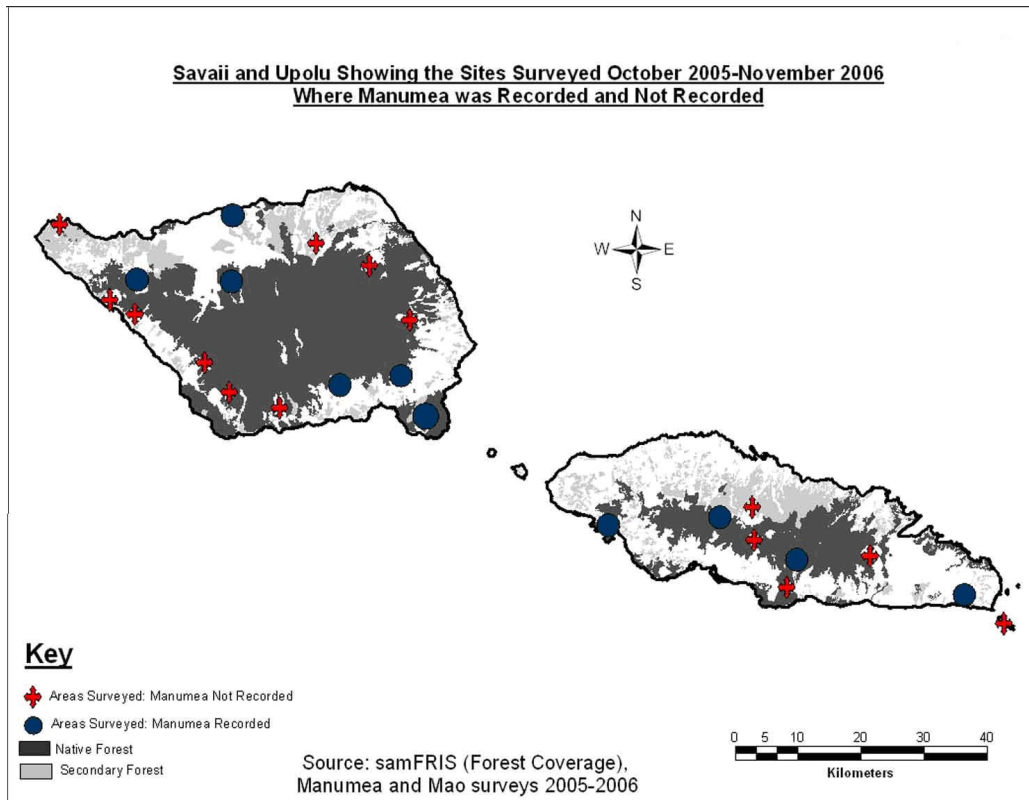 Savaii and Upolu Showing the Sites Surveyed October 2005-November 2006
Where Manumea was Recorded and Not Recorded
N
W E
S
Key
Areas Surveyed: Manumea Not Recorded
Areas Surveyed: Manumea Recorded
Native Forest
Secondary Forest
Source: samFRIS (Forest Coverage),
Manumea and Mao surveys 2005-2006
0 5 10 20 30 40
Kilometers